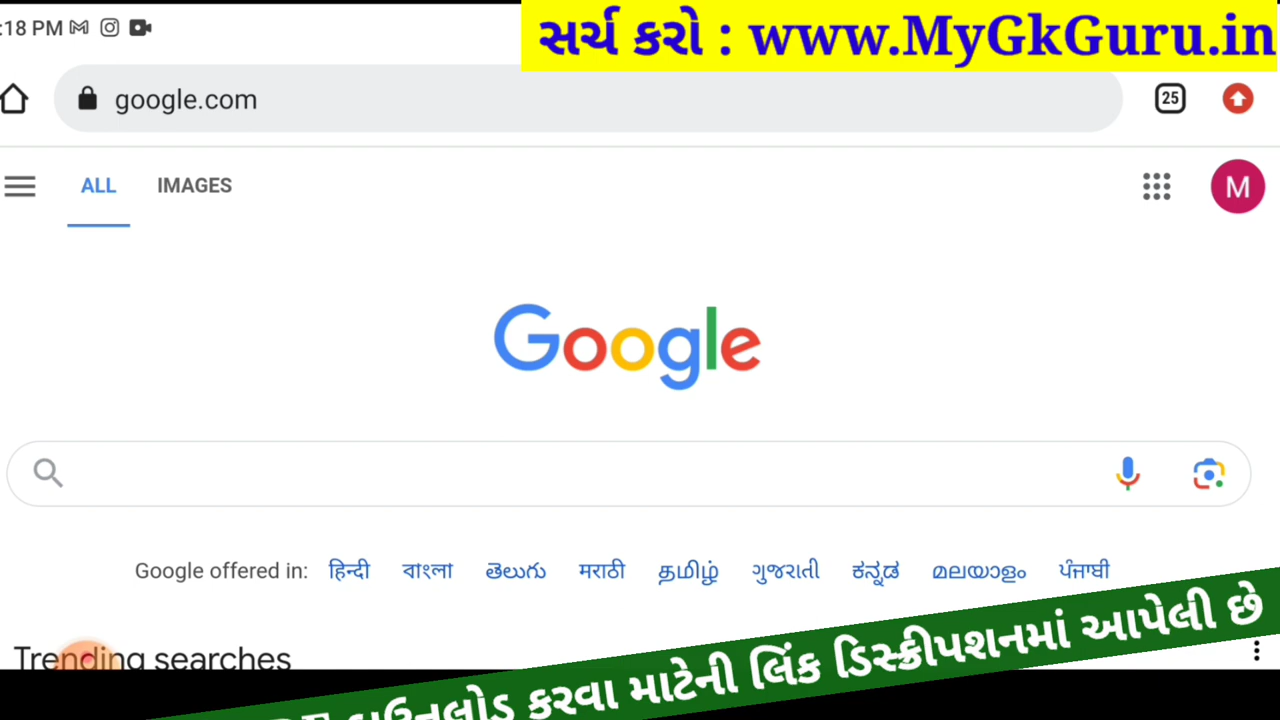 :18 PM
સર્ચ કરો : www.MyGkGuru.in
google.com
25
ALL IMAGES
M
Google
Google offered in: हिन्दी বাংলা తెలుగు मराठी தமிழ் ગુજરાતી ಕನ್ನಡ മലയാളം ਪੰਜਾਬੀ
Trending searches
ડાઉનલોડ કરવા માટેની લિંક ડિસ્ક્રીપશનમાં આપેલી છે